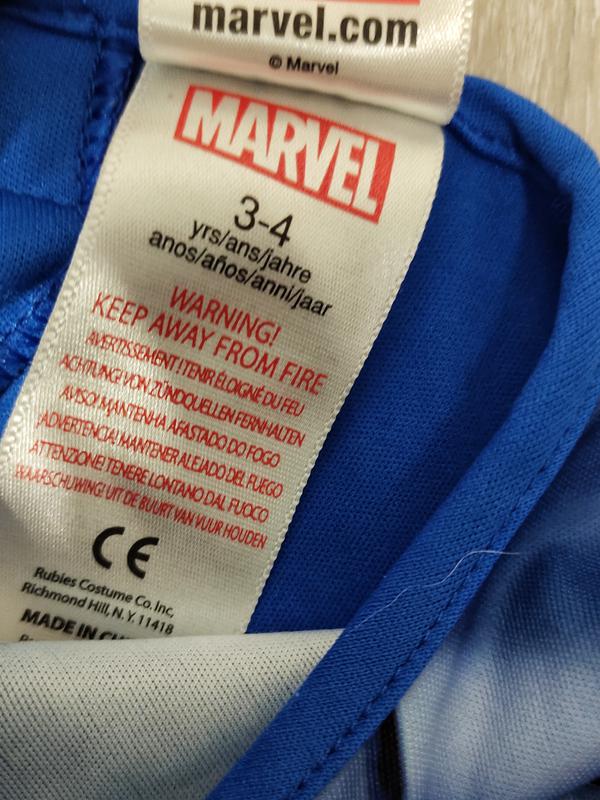 marvel.com
© Marvel
MARVEL
3-4
yrs/ans/jahre
anos/años/anni/jaar
WARNING!
KEEP AWAY FROM FIRE
AVERTISSEMENT ! TENIR ÉLOIGNÉ DU FEU
ACHTUNG! VON ZÜNDQUELLEN FERNHALTEN
AVISO! MANTENHA AFASTADO DO FOGO
ADVERTENCIA! MANTENER ALEJADO DEL FUEGO
ATTENZIONE! TENERE LONTANO DAL FUOCO
WAARSCHUWING! UIT DE BUURT VAN VUUR HOUDEN
CE
Rubies Costume Co. Inc,
Richmond Hill, N. Y. 11418
MADE IN